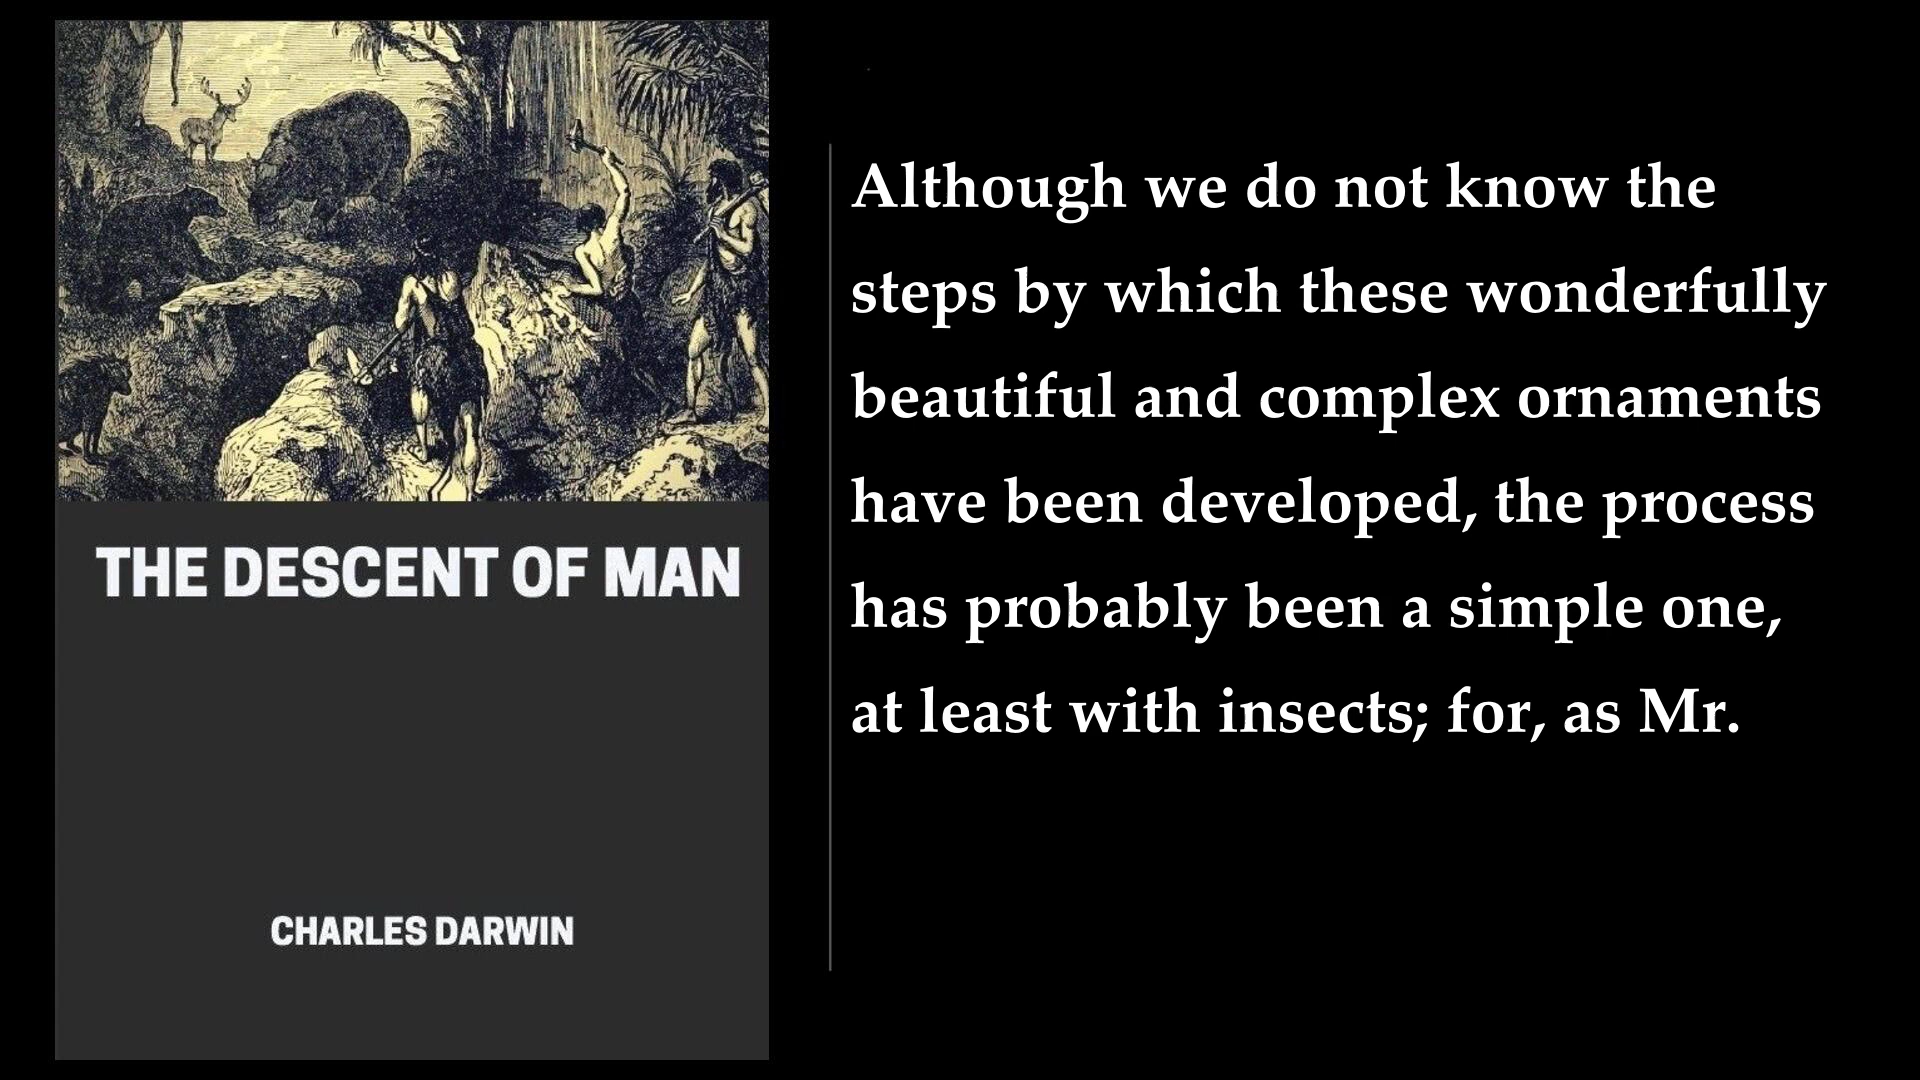 THE DESCENT OF MAN
CHARLES DARWIN
Although we do not know the
steps by which these wonderfully
beautiful and complex ornaments
have been developed, the process
has probably been a simple one,
at least with insects; for, as Mr.